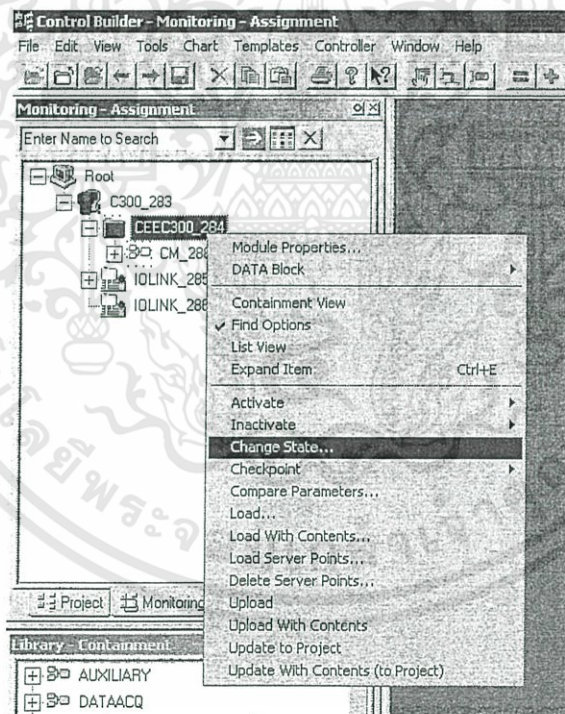 Control Builder - Monitoring - Assignment
File Edit View Tools Chart Templates Controller Window Help
Monitoring - Assignment
Enter Name to Search
Root
C300_283
CEEC300_284
CM_28
IOLINK_285
IOLINK_286
Module Properties...
DATA Block
Containment View
Find Options
List View
Expand Item Ctrl+E
Activate
Inactivate
Change State...
Checkpoint
Compare Parameters...
Load...
Load With Contents...
Load Server Points...
Delete Server Points...
Upload
Upload With Contents
Update to Project
Update With Contents (to Project)
Project Monitoring
Library - Containment
AUXILIARY
DATAACQ